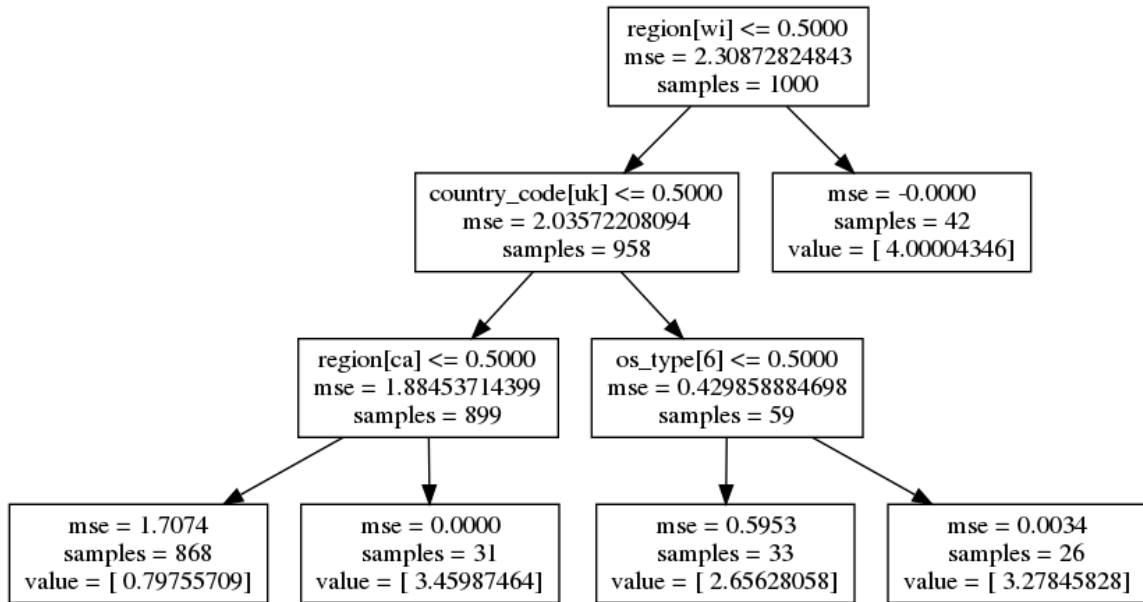 region[wi] <= 0.5000
mse = 2.30872824843
samples = 1000
country_code[uk] <= 0.5000
mse = 2.03572208094
samples = 958
mse = -0.0000
samples = 42
value = [ 4.00004346]
region[ca] <= 0.5000
mse = 1.88453714399
samples = 899
os_type[6] <= 0.5000
mse = 0.429858884698
samples = 59
mse = 1.7074
samples = 868
value = [ 0.79755709]
mse = 0.0000
samples = 31
value = [ 3.45987464]
mse = 0.5953
samples = 33
value = [ 2.65628058]
mse = 0.0034
samples = 26
value = [ 3.27845828]